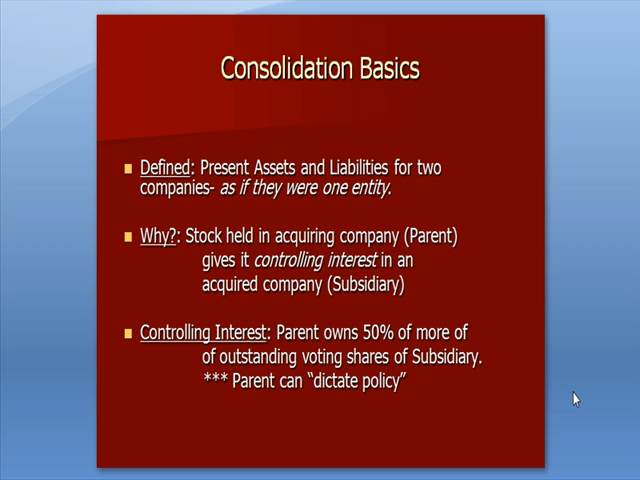 Consolidation Basics
Defined: Present Assets and Liabilities for two
companies- as if they were one entity.
Why?: Stock held in acquiring company (Parent)
gives it controlling interest in an
acquired company (Subsidiary)
Controlling Interest: Parent owns 50% of more of
of outstanding voting shares of Subsidiary.
*** Parent can “dictate policy”